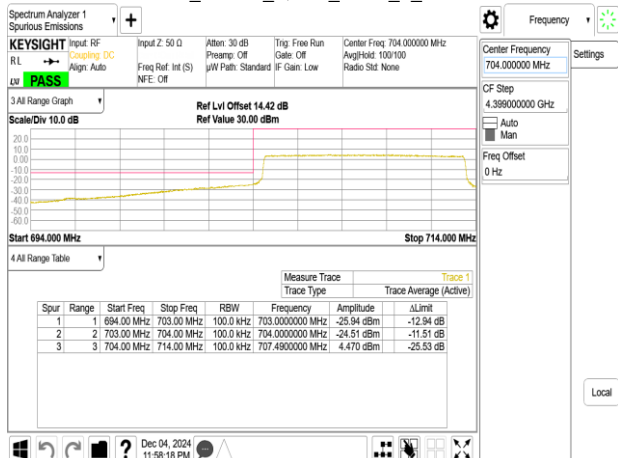 Spectrum Analyzer 1
Spurious Emissions
Frequency
KEYSIGHT Input: RF
RL Coupling: DC
Align: Auto
LXI PASS
Input Z: 50 Ω
Freq Ref: Int (S)
NFE: Off
Atten: 30 dB
Preamp: Off
µW Path: Standard
Trig: Free Run
Gate: Off
IF Gain: Low
Center Freq: 704.000000 MHz
Avg|Hold: 100/100
Radio Std: None
Center Frequency
704.000000 MHz
Settings
CF Step
4.399000000 GHz
Auto
Man
Freq Offset
0 Hz
Local
3 All Range Graph
Scale/Div 10.0 dB
Ref Lvl Offset 14.42 dB
Ref Value 30.00 dBm
20.0
10.0
0.00
-10.0
-20.0
-30.0
-40.0
-50.0
-60.0
Start 694.000 MHz Stop 714.000 MHz
4 All Range Table
Measure Trace Trace 1
Trace Type Trace Average (Active)
Spur Range Start Freq Stop Freq RBW Frequency Amplitude ΔLimit
1 1 694.00 MHz 703.00 MHz 100.0 kHz 703.0000000 MHz -25.94 dBm -12.94 dB
2 2 703.00 MHz 704.00 MHz 100.0 kHz 704.0000000 MHz -24.51 dBm -11.51 dB
3 3 704.00 MHz 714.00 MHz 100.0 kHz 707.4900000 MHz 4.470 dBm -25.53 dB
Dec 04, 2024
11:58:18 PM